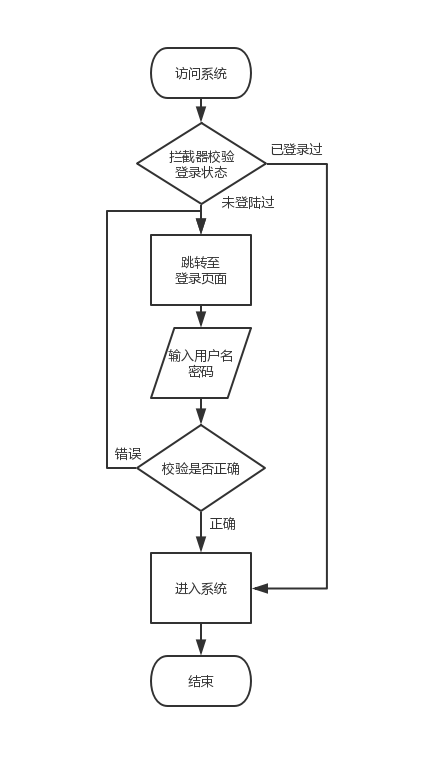 访问系统
拦截器校验
登录状态
已登录过
未登陆过
跳转至
登录页面
输入用户名
密码
错误
校验是否正确
正确
进入系统
结束